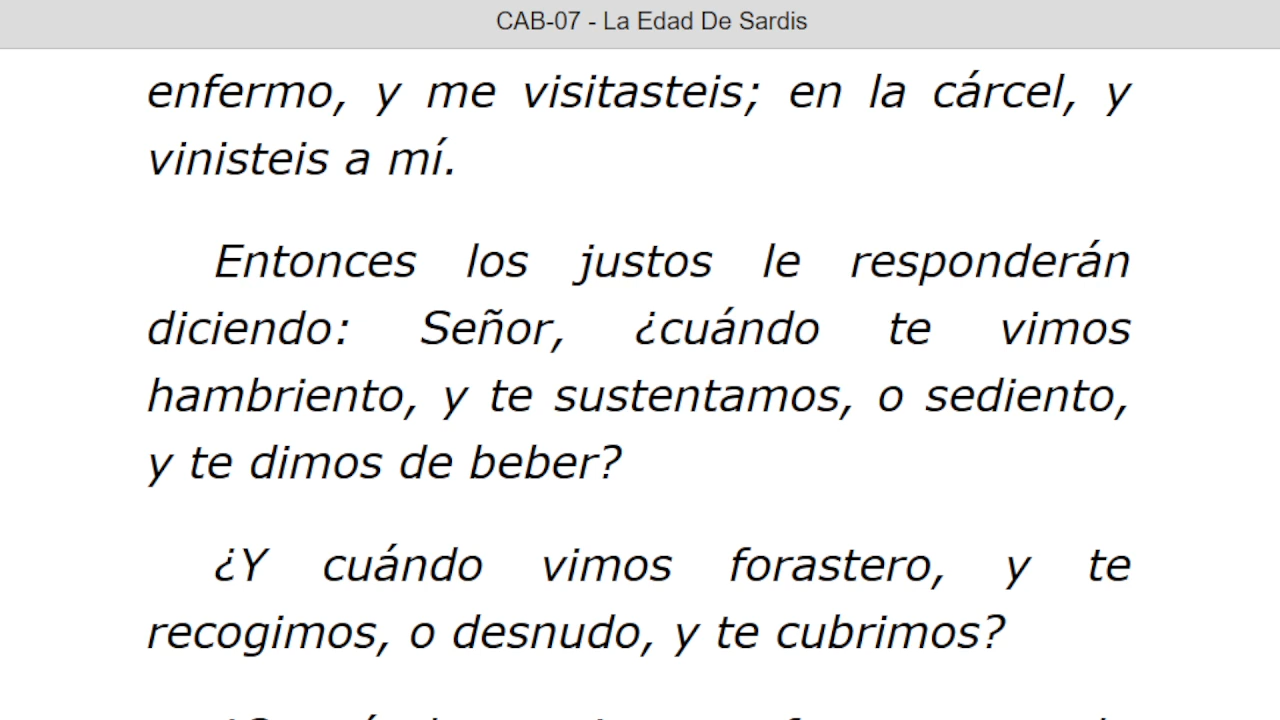 CAB-07 - La Edad De Sardis
enfermo, y me visitasteis; en la cárcel, y
vinisteis a mí.
Entonces los justos le responderán
diciendo: Señor, ¿cuándo te vimos
hambriento, y te sustentamos, o sediento,
y te dimos de beber?
¿Y cuándo vimos forastero, y te
recogimos, o desnudo, y te cubrimos?